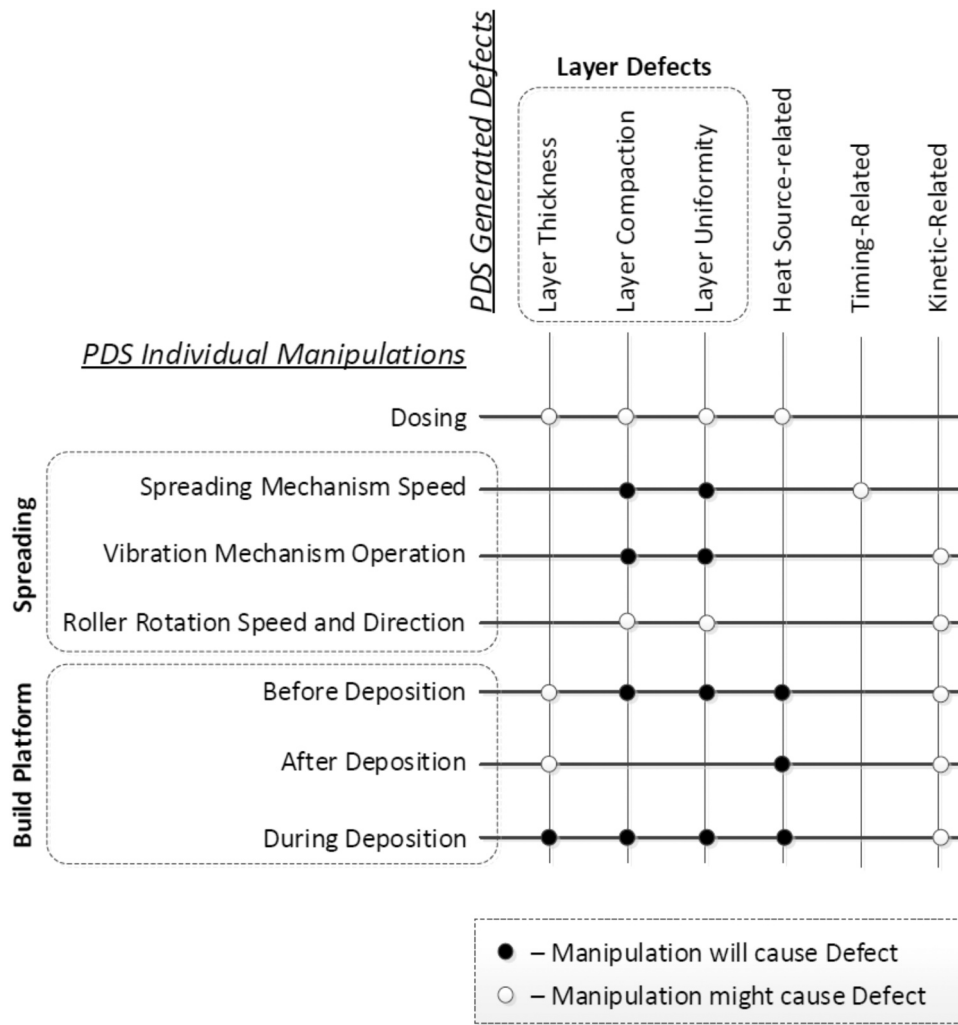 PDS Generated Defects
Layer Defects
Layer Thickness
Layer Compaction
Layer Uniformity
Heat Source-related
Timing-Related
Kinetic-Related
PDS Individual Manipulations
Dosing
Spreading
Spreading Mechanism Speed
Vibration Mechanism Operation
Roller Rotation Speed and Direction
Build Platform
Before Deposition
After Deposition
During Deposition
– Manipulation will cause Defect
– Manipulation might cause Defect